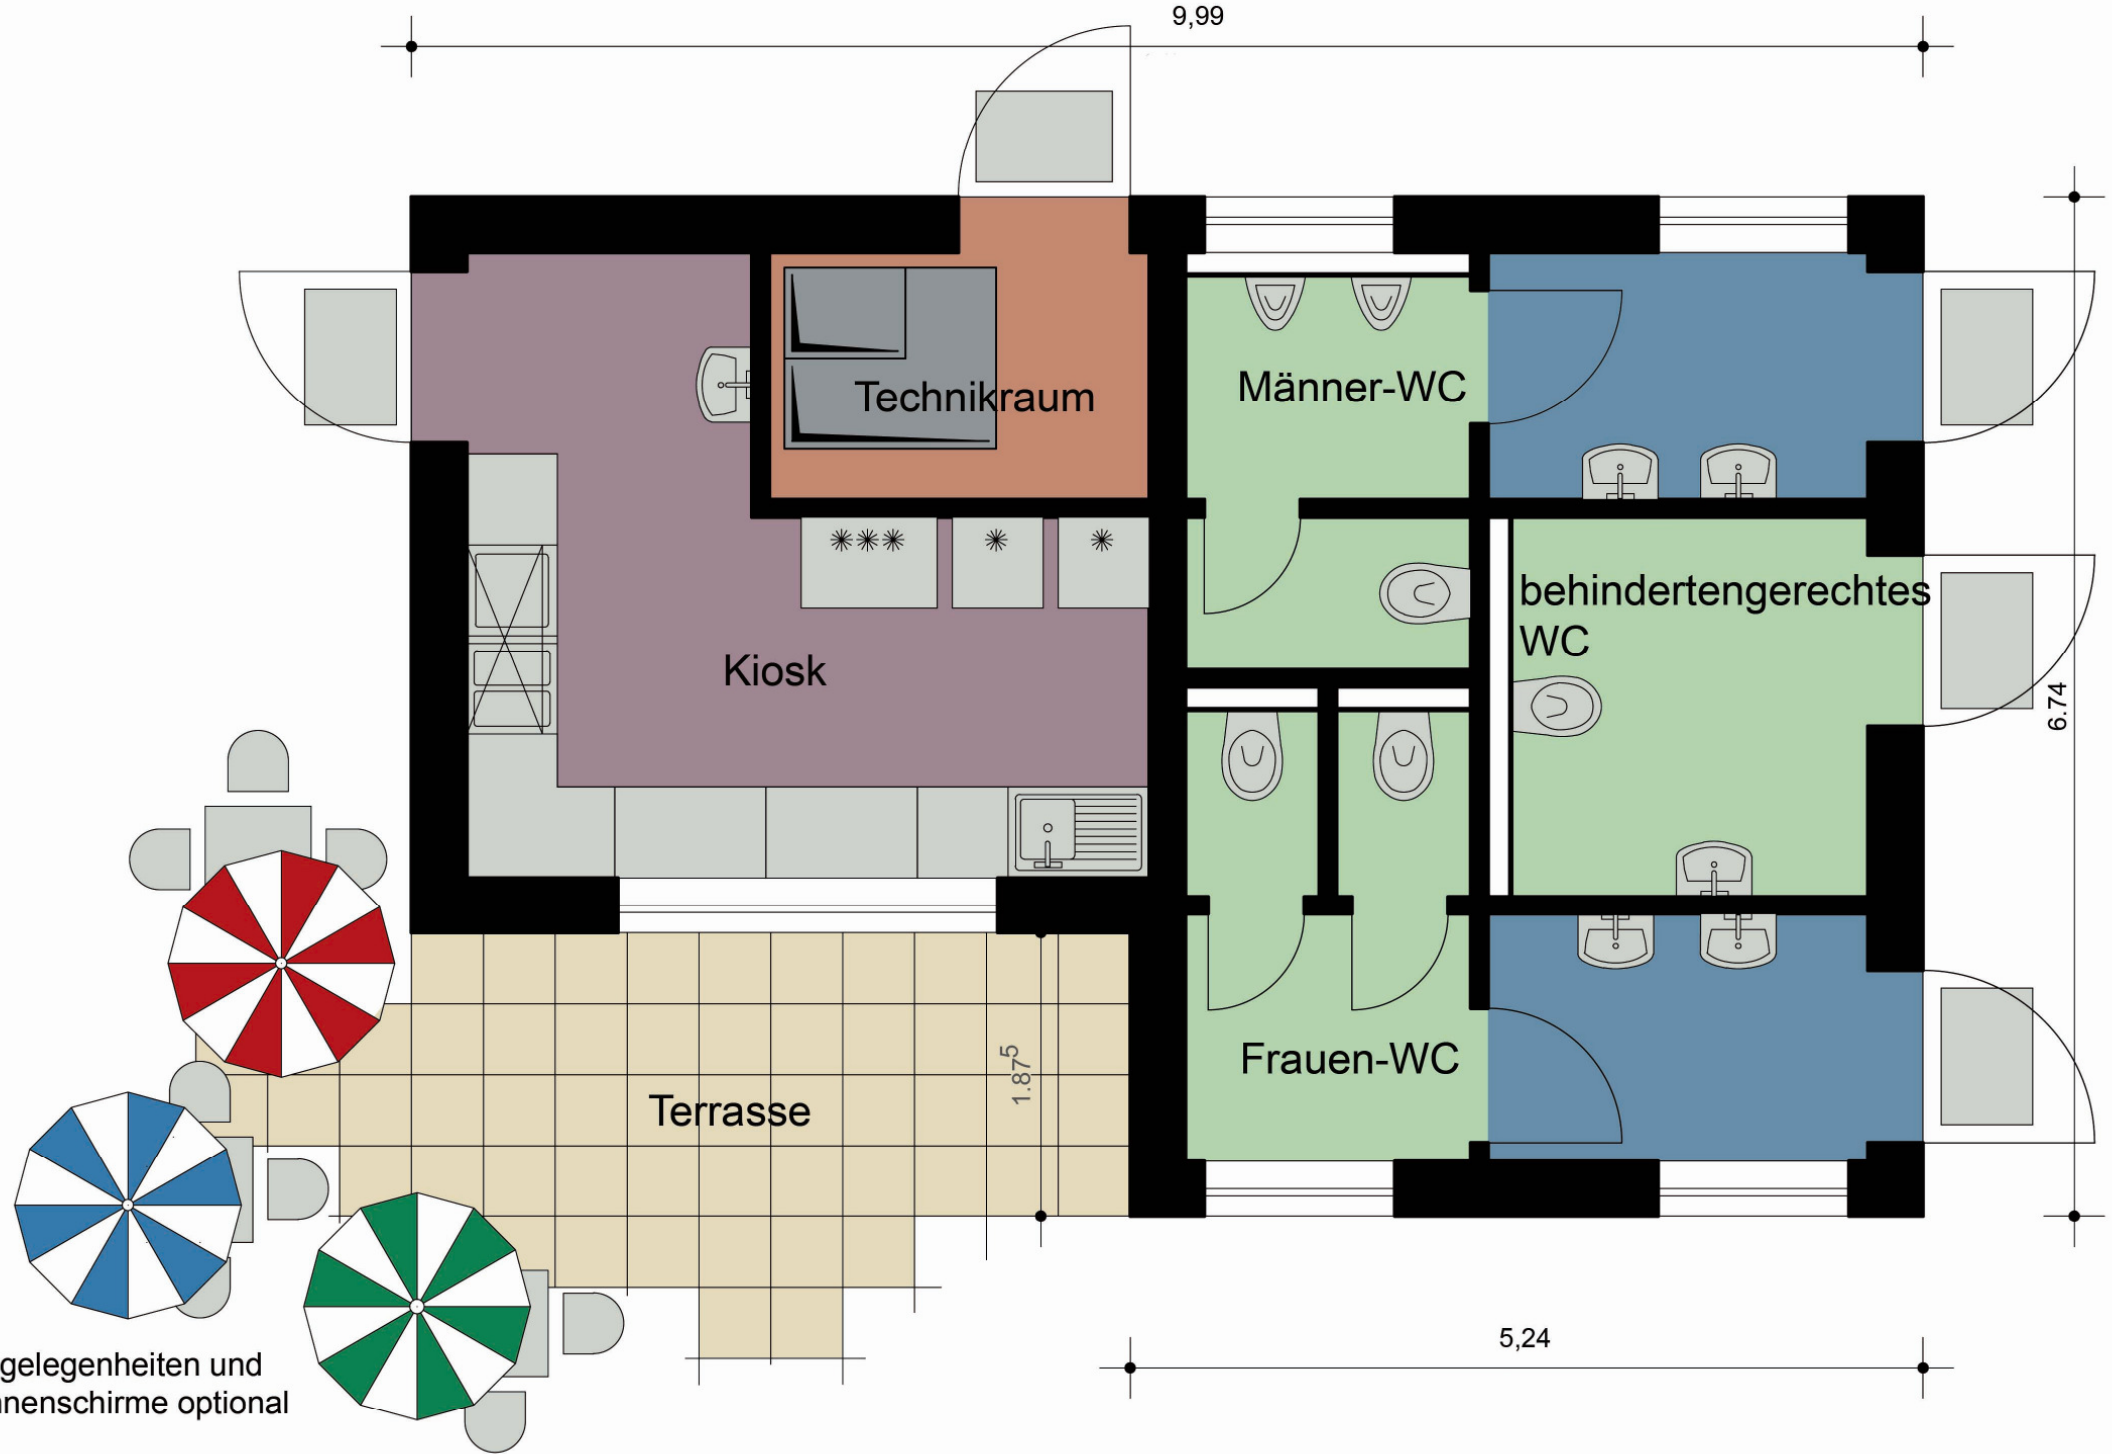 9,99
Technikraum
Männer-WC
behindertengerechtes
WC
Kiosk
6.74
Frauen-WC
1.87⁵
Terrasse
5,24
gelegenheiten und
nnenschirme optional